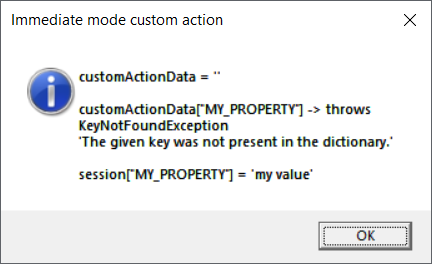 Immediate mode custom action
customActionData = ''
customActionData["MY_PROPERTY"] -> throws
KeyNotFoundException
'The given key was not present in the dictionary.'
session["MY_PROPERTY"] = 'my value'
OK